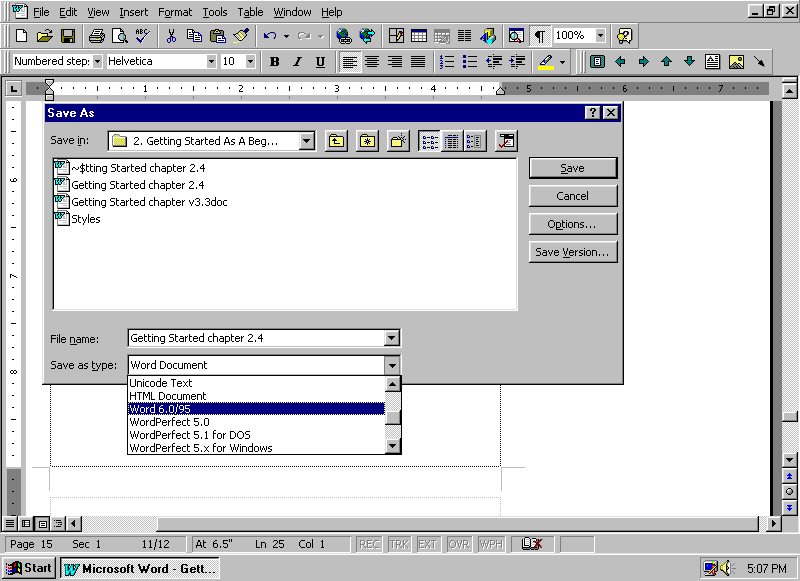 File Edit View Insert Format Tools Table Window Help
100%
Numbered step: Helvetica 10 B I U
1 2 3 4 5 6 7
Save As
Save in: 2. Getting Started As A Beg...
~$tting Started chapter 2.4
Getting Started chapter 2.4
Getting Started chapter v3.3doc
Styles
Save
Cancel
Options...
Save Version...
File name: Getting Started chapter 2.4
Save as type: Word Document
Unicode Text
HTML Document
Word 6.0/95
WordPerfect 5.0
WordPerfect 5.1 for DOS
WordPerfect 5.x for Windows
6
7
8
Page 15 Sec 1 11/12 At 6.5" Ln 25 Col 1 REC TRK EXT OVR WPH
Start Microsoft Word - Gett... 5:07 PM